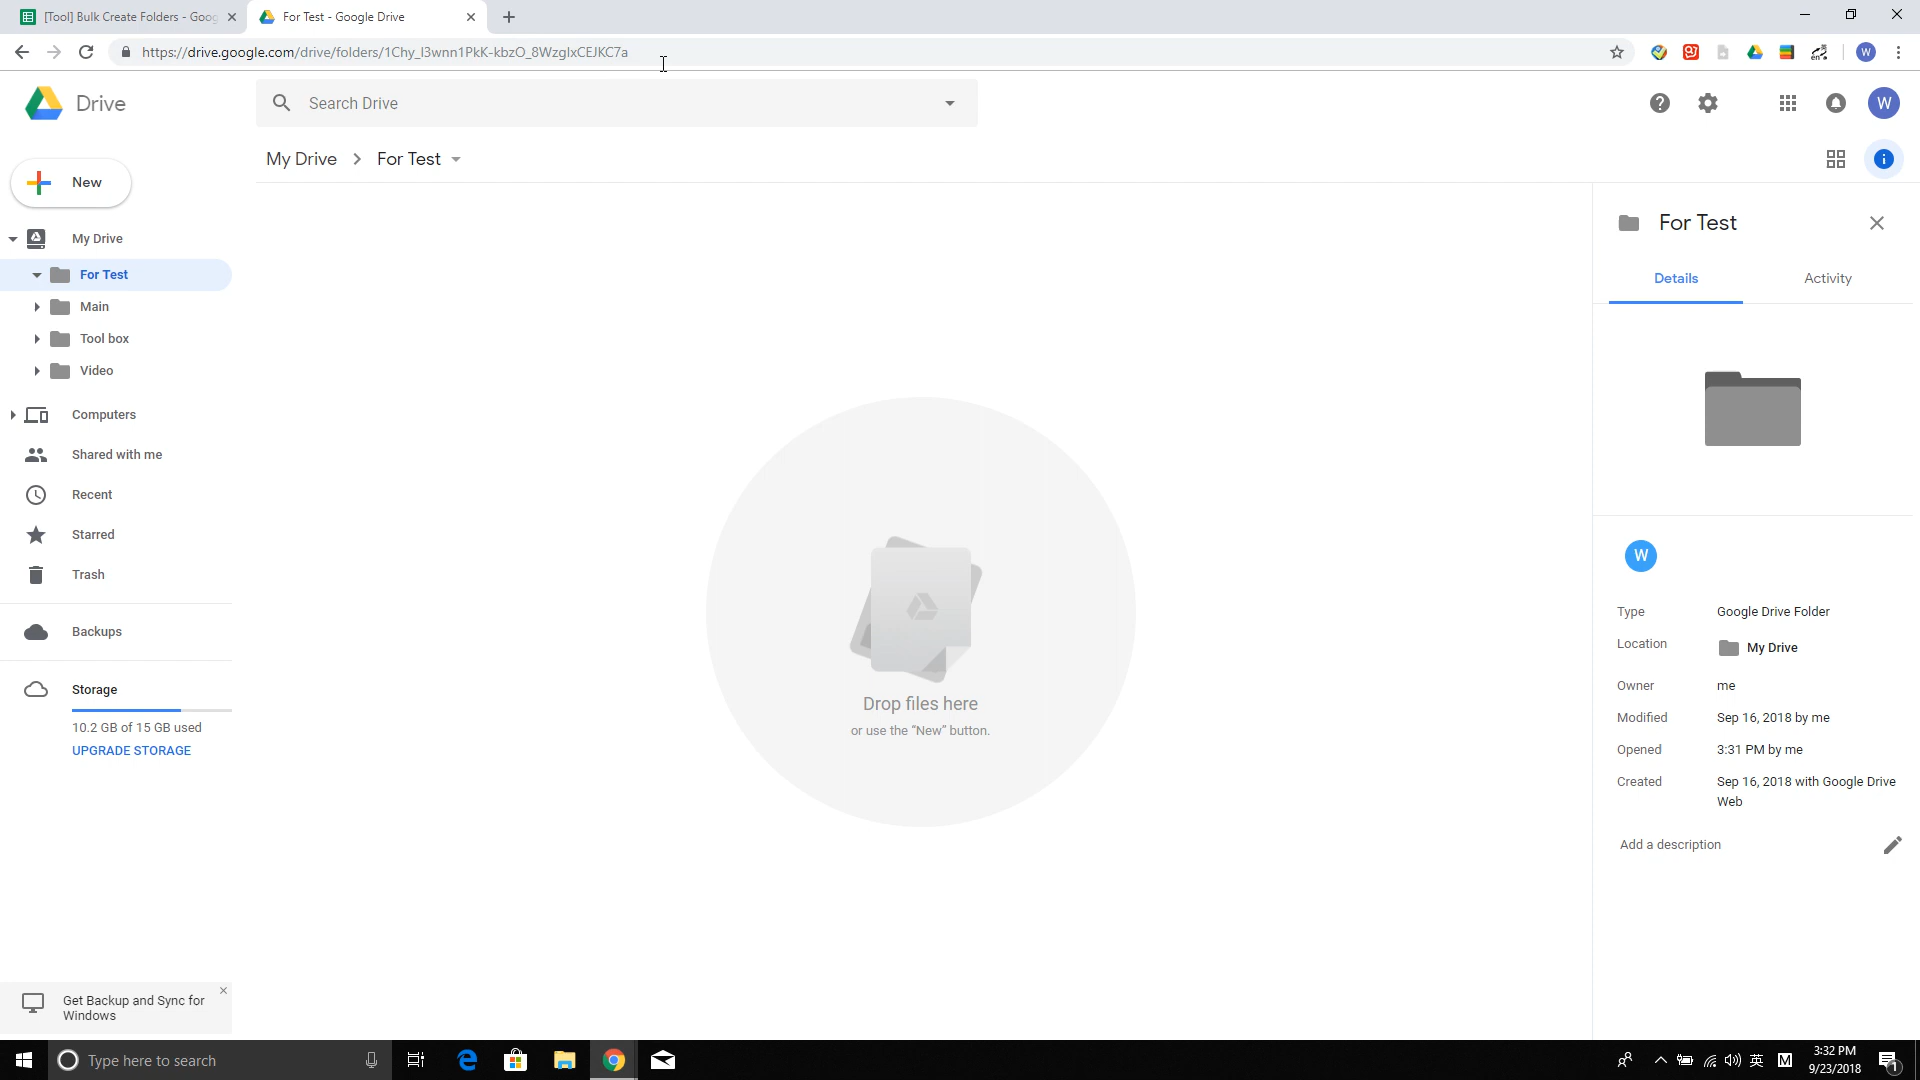 [Tool] Bulk Create Folders - Goog
For Test - Google Drive
https://drive.google.com/drive/folders/1Chy_I3wnn1PkK-kbzO_8WzglxCEJKC7a
W
Drive
Search Drive
W
My Drive
For Test
New
My Drive
For Test
Main
Tool box
Video
Computers
Shared with me
Recent
Starred
Trash
Backups
Storage
10.2 GB of 15 GB used
UPGRADE STORAGE
Get Backup and Sync for
Windows
Drop files here
or use the “New” button.
For Test
Details
Activity
W
Type
Google Drive Folder
Location
My Drive
Owner
me
Modified
Sep 16, 2018 by me
Opened
3:31 PM by me
Created
Sep 16, 2018 with Google Drive
Web
Add a description
Type here to search
英
M
3:32 PM
9/23/2018
1